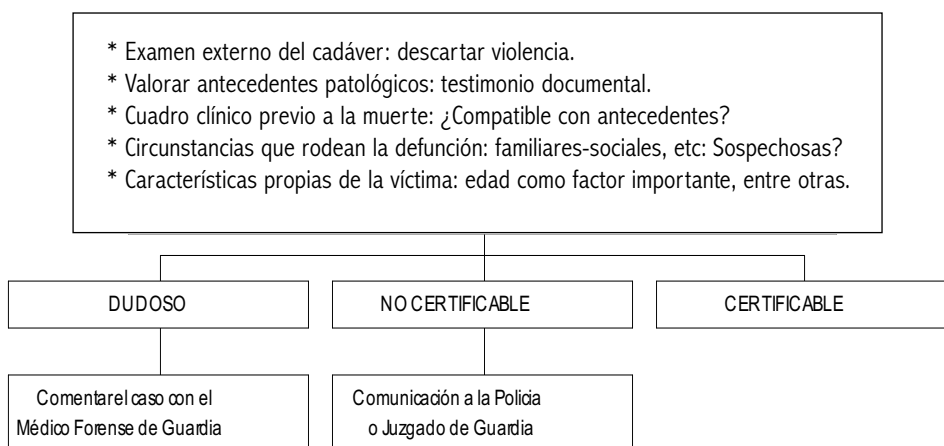 * Examen externo del cadáver: descartar violencia.
* Valorar antecedentes patológicos: testimonio documental.
* Cuadro clínico previo a la muerte: ¿Compatible con antecedentes?
* Circunstancias que rodean la defunción: familiares-sociales, etc: Sospechosas?
* Características propias de la víctima: edad como factor importante, entre otras.
DUDOSO
NO CERTIFICABLE
CERTIFICABLE
Comentar el caso con el
Médico Forense de Guardia
Comunicación a la Policia
o Juzgado de Guardia